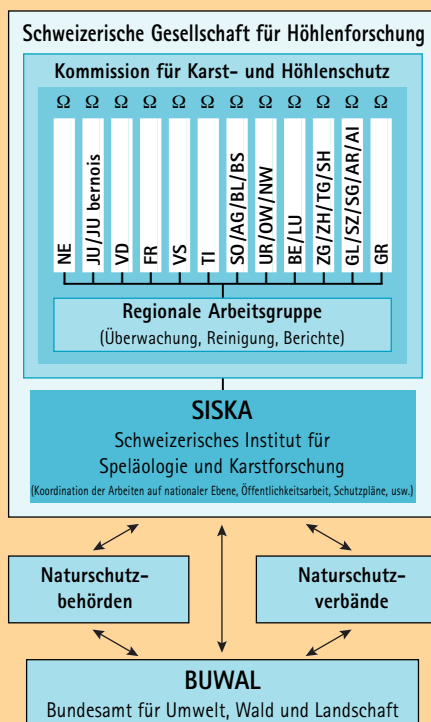 Schweizerische Gesellschaft für Höhlenforschung
Kommission für Karst- und Höhlenschutz
Ω Ω Ω Ω Ω Ω Ω Ω Ω Ω Ω Ω
NE
JU/JU bernois
VD
FR
VS
TI
SO/AG/BL/BS
UR/OW/NW
BE/LU
ZG/ZH/TG/SH
GL/SZ/SG/AR/AI
GR
Regionale Arbeitsgruppe
(Überwachung, Reinigung, Berichte)
SISKA
Schweizerisches Institut für
Speläologie und Karstforschung
(Koordination der Arbeiten auf nationaler Ebene, Öffentlichkeitsarbeit, Schutzpläne, usw.)
Naturschutz-
behörden
Naturschutz-
verbände
BUWAL
Bundesamt für Umwelt, Wald und Landschaft